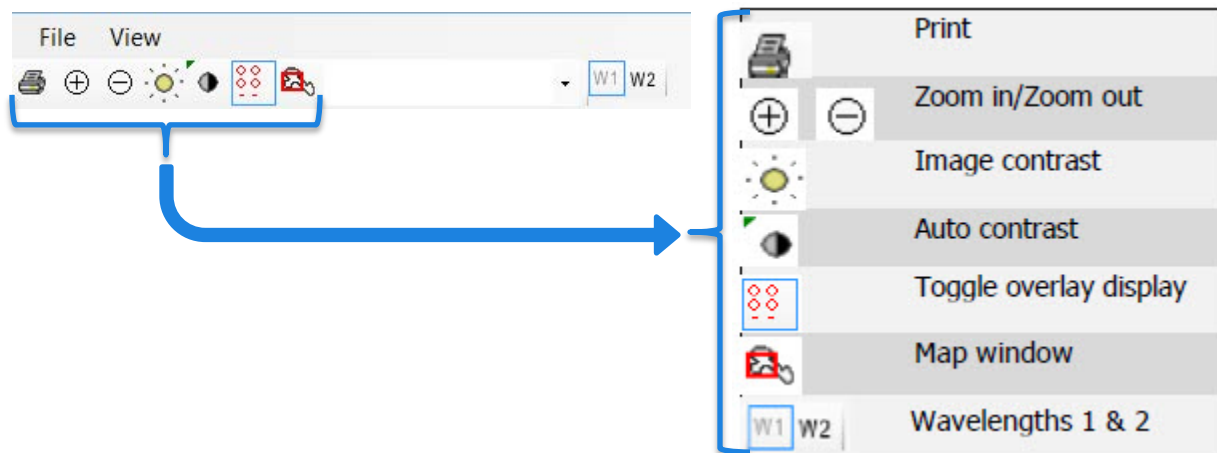 File View
W1 W2
Print
Zoom in/Zoom out
Image contrast
Auto contrast
Toggle overlay display
Map window
W1 W2 Wavelengths 1 & 2